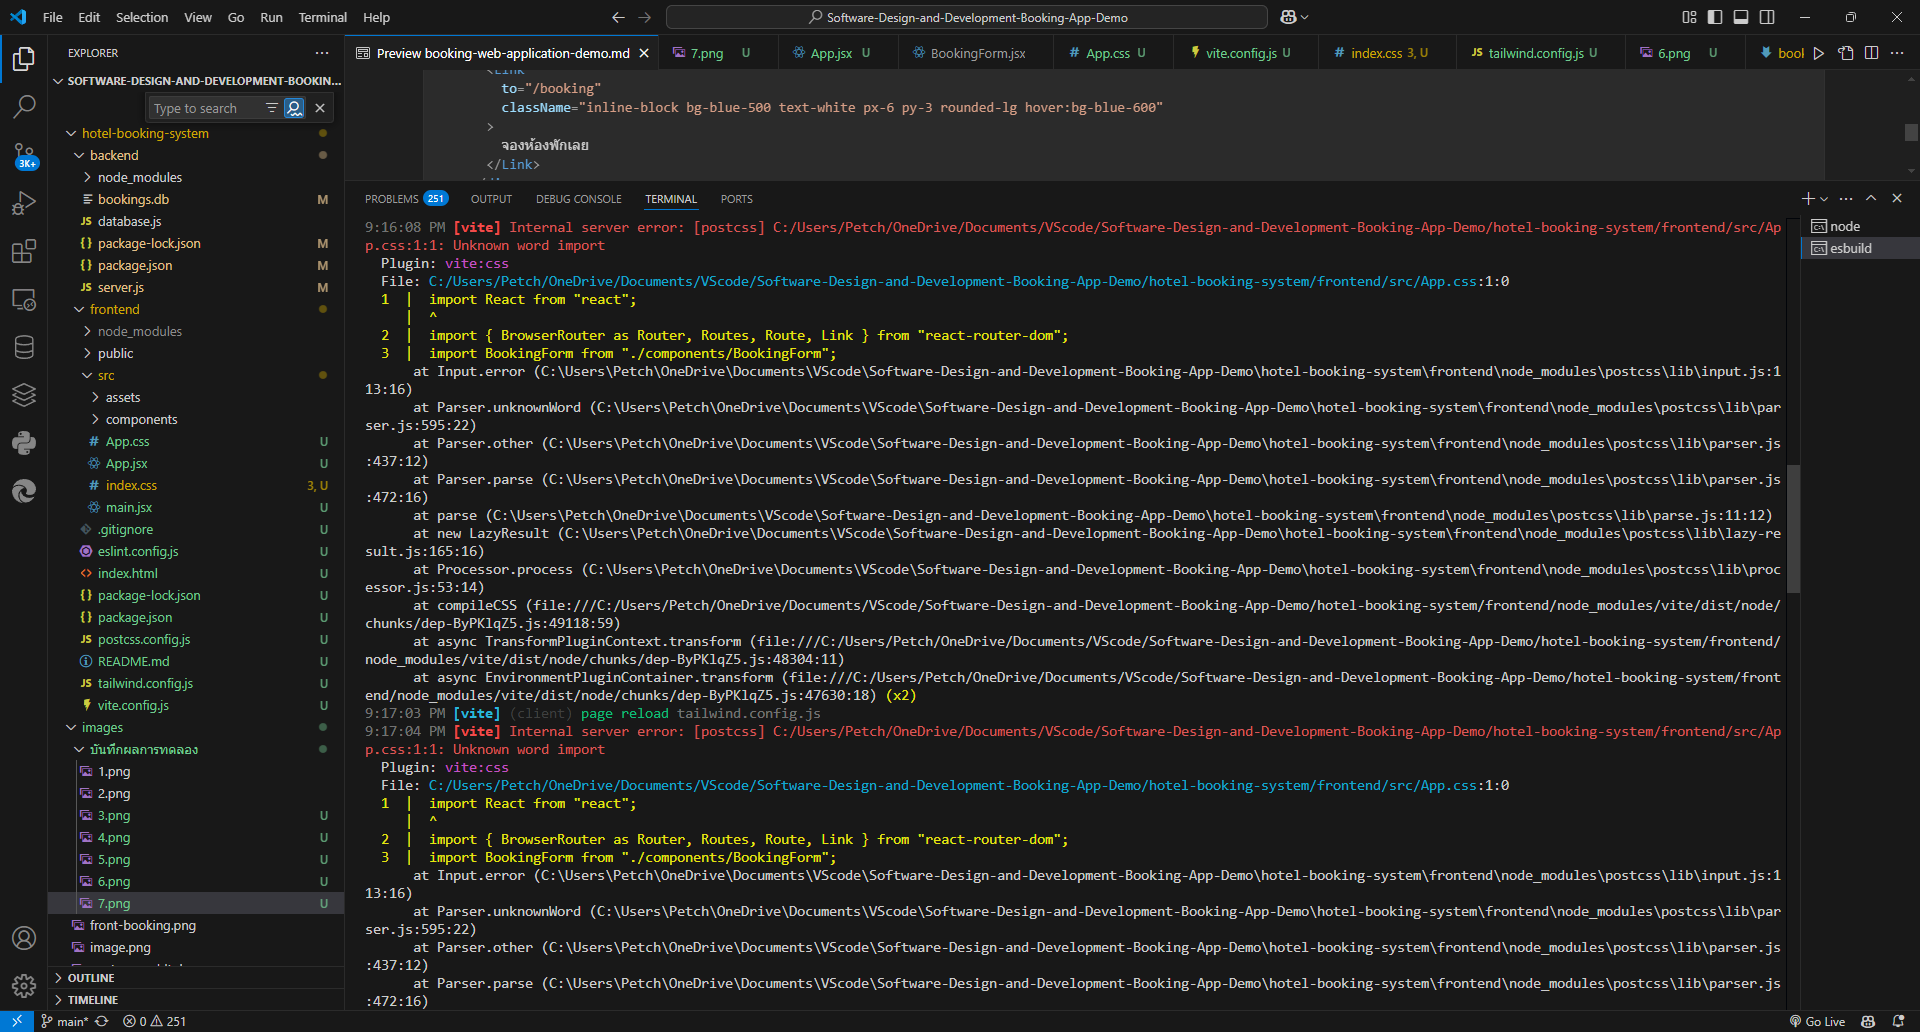 File Edit Selection View Go Run Terminal Help
Software-Design-and-Development-Booking-App-Demo
EXPLORER
SOFTWARE-DESIGN-AND-DEVELOPMENT-BOOKIN...
Type to search
hotel-booking-system
backend
node_modules
bookings.db M
database.js
package-lock.json M
package.json M
server.js M
frontend
node_modules
public
src
assets
components
App.css U
App.jsx U
index.css 3, U
main.jsx U
.gitignore U
eslint.config.js U
index.html U
package-lock.json U
package.json U
postcss.config.js U
README.md U
tailwind.config.js U
vite.config.js U
images
บันทึกผลการทดลอง
1.png
2.png
3.png U
4.png U
5.png U
6.png U
7.png U
front-booking.png
image.png
OUTLINE
TIMELINE
3K+
Preview booking-web-application-demo.md 7.png U App.jsx U BookingForm.jsx App.css U vite.config.js U index.css 3, U tailwind.config.js U 6.png U bool
<Link
to="/booking"
className="inline-block bg-blue-500 text-white px-6 py-3 rounded-lg hover:bg-blue-600"
>
จองห้องพักเลย
</Link>
PROBLEMS 251 OUTPUT DEBUG CONSOLE TERMINAL PORTS
node
esbuild
9:16:08 PM [vite] Internal server error: [postcss] C:/Users/Petch/OneDrive/Documents/VScode/Software-Design-and-Development-Booking-App-Demo/hotel-booking-system/frontend/src/Ap
p.css:1:1: Unknown word import
Plugin: vite:css
File: C:/Users/Petch/OneDrive/Documents/VScode/Software-Design-and-Development-Booking-App-Demo/hotel-booking-system/frontend/src/App.css:1:0
1 | import React from "react";
| ^
2 | import { BrowserRouter as Router, Routes, Route, Link } from "react-router-dom";
3 | import BookingForm from "./components/BookingForm";
at Input.error (C:\Users\Petch\OneDrive\Documents\VScode\Software-Design-and-Development-Booking-App-Demo\hotel-booking-system\frontend\node_modules\postcss\lib\input.js:1
13:16)
at Parser.unknownWord (C:\Users\Petch\OneDrive\Documents\VScode\Software-Design-and-Development-Booking-App-Demo\hotel-booking-system\frontend\node_modules\postcss\lib\par
ser.js:595:22)
at Parser.other (C:\Users\Petch\OneDrive\Documents\VScode\Software-Design-and-Development-Booking-App-Demo\hotel-booking-system\frontend\node_modules\postcss\lib\parser.js
:437:12)
at Parser.parse (C:\Users\Petch\OneDrive\Documents\VScode\Software-Design-and-Development-Booking-App-Demo\hotel-booking-system\frontend\node_modules\postcss\lib\parser.js
:472:16)
at parse (C:\Users\Petch\OneDrive\Documents\VScode\Software-Design-and-Development-Booking-App-Demo\hotel-booking-system\frontend\node_modules\postcss\lib\parse.js:11:12)
at new LazyResult (C:\Users\Petch\OneDrive\Documents\VScode\Software-Design-and-Development-Booking-App-Demo\hotel-booking-system\frontend\node_modules\postcss\lib\lazy-re
sult.js:165:16)
at Processor.process (C:\Users\Petch\OneDrive\Documents\VScode\Software-Design-and-Development-Booking-App-Demo\hotel-booking-system\frontend\node_modules\postcss\lib\proc
essor.js:53:14)
at compileCSS (file:///C:/Users/Petch/OneDrive/Documents/VScode/Software-Design-and-Development-Booking-App-Demo/hotel-booking-system/frontend/node_modules/vite/dist/node/
chunks/dep-ByPKlqZ5.js:49118:59)
at async TransformPluginContext.transform (file:///C:/Users/Petch/OneDrive/Documents/VScode/Software-Design-and-Development-Booking-App-Demo/hotel-booking-system/frontend/
node_modules/vite/dist/node/chunks/dep-ByPKlqZ5.js:48304:11)
at async EnvironmentPluginContainer.transform (file:///C:/Users/Petch/OneDrive/Documents/VScode/Software-Design-and-Development-Booking-App-Demo/hotel-booking-system/front
end/node_modules/vite/dist/node/chunks/dep-ByPKlqZ5.js:47630:18) (x2)
9:17:03 PM [vite] (client) page reload tailwind.config.js
9:17:04 PM [vite] Internal server error: [postcss] C:/Users/Petch/OneDrive/Documents/VScode/Software-Design-and-Development-Booking-App-Demo/hotel-booking-system/frontend/src/Ap
p.css:1:1: Unknown word import
Plugin: vite:css
File: C:/Users/Petch/OneDrive/Documents/VScode/Software-Design-and-Development-Booking-App-Demo/hotel-booking-system/frontend/src/App.css:1:0
1 | import React from "react";
| ^
2 | import { BrowserRouter as Router, Routes, Route, Link } from "react-router-dom";
3 | import BookingForm from "./components/BookingForm";
at Input.error (C:\Users\Petch\OneDrive\Documents\VScode\Software-Design-and-Development-Booking-App-Demo\hotel-booking-system\frontend\node_modules\postcss\lib\input.js:1
13:16)
at Parser.unknownWord (C:\Users\Petch\OneDrive\Documents\VScode\Software-Design-and-Development-Booking-App-Demo\hotel-booking-system\frontend\node_modules\postcss\lib\par
ser.js:595:22)
at Parser.other (C:\Users\Petch\OneDrive\Documents\VScode\Software-Design-and-Development-Booking-App-Demo\hotel-booking-system\frontend\node_modules\postcss\lib\parser.js
:437:12)
at Parser.parse (C:\Users\Petch\OneDrive\Documents\VScode\Software-Design-and-Development-Booking-App-Demo\hotel-booking-system\frontend\node_modules\postcss\lib\parser.js
:472:16)
main* 0 251 Go Live